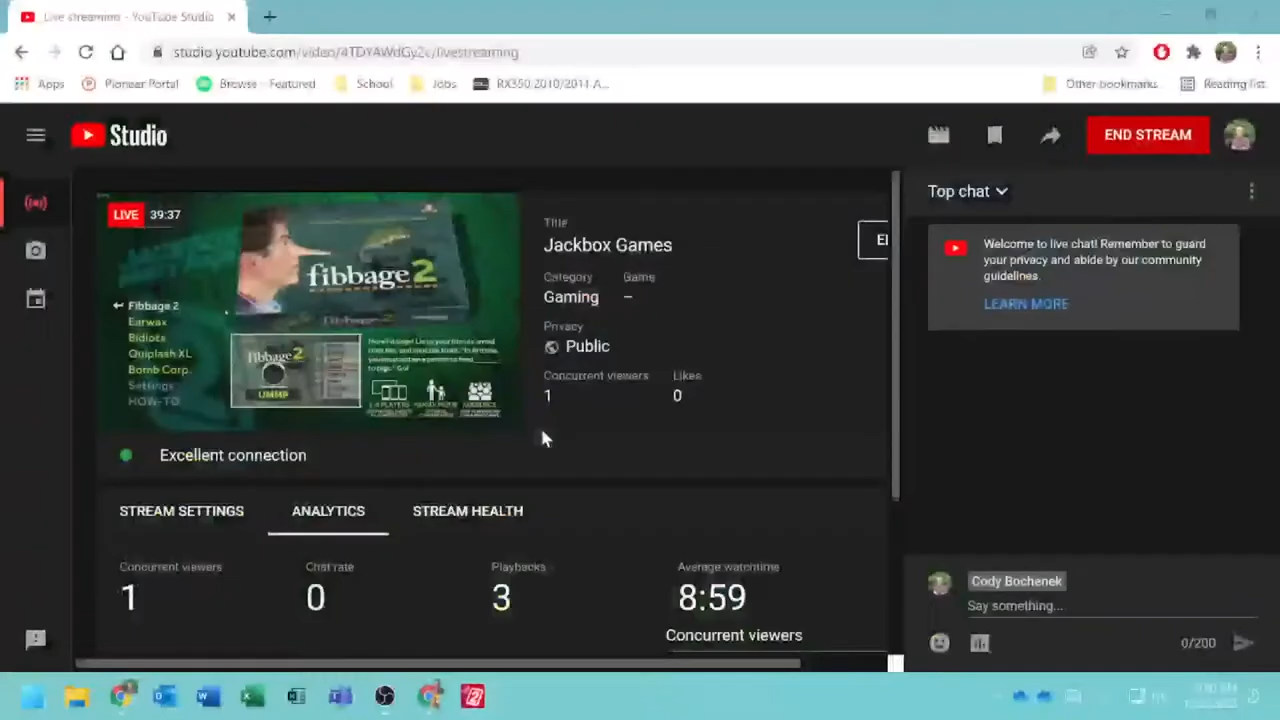 Live streaming - YouTube Studio
studio.youtube.com/video/4TDYAWdGy2c/livestreaming
Apps
Pioneer Portal
Browse - Featured
School
Jobs
RX350 2010/2011 A...
Other bookmarks
Reading list
Studio
END STREAM
LIVE 39:37
fibbage 2
Fibbage 2
Earwax
Bidiots
Quiplash XL
Bomb Corp.
Settings
HOW-TO
fibbage 2
Title
Jackbox Games
Category Game
Gaming –
Privacy
Public
Concurrent viewers Likes
1 0
Excellent connection
STREAM SETTINGS ANALYTICS STREAM HEALTH
Concurrent viewers Chat rate Playbacks Average watchtime
1 0 3 8:59
Concurrent viewers
Top chat
Welcome to live chat! Remember to guard
your privacy and abide by our community
guidelines.
LEARN MORE
Cody Bochenek
Say something...
0/200